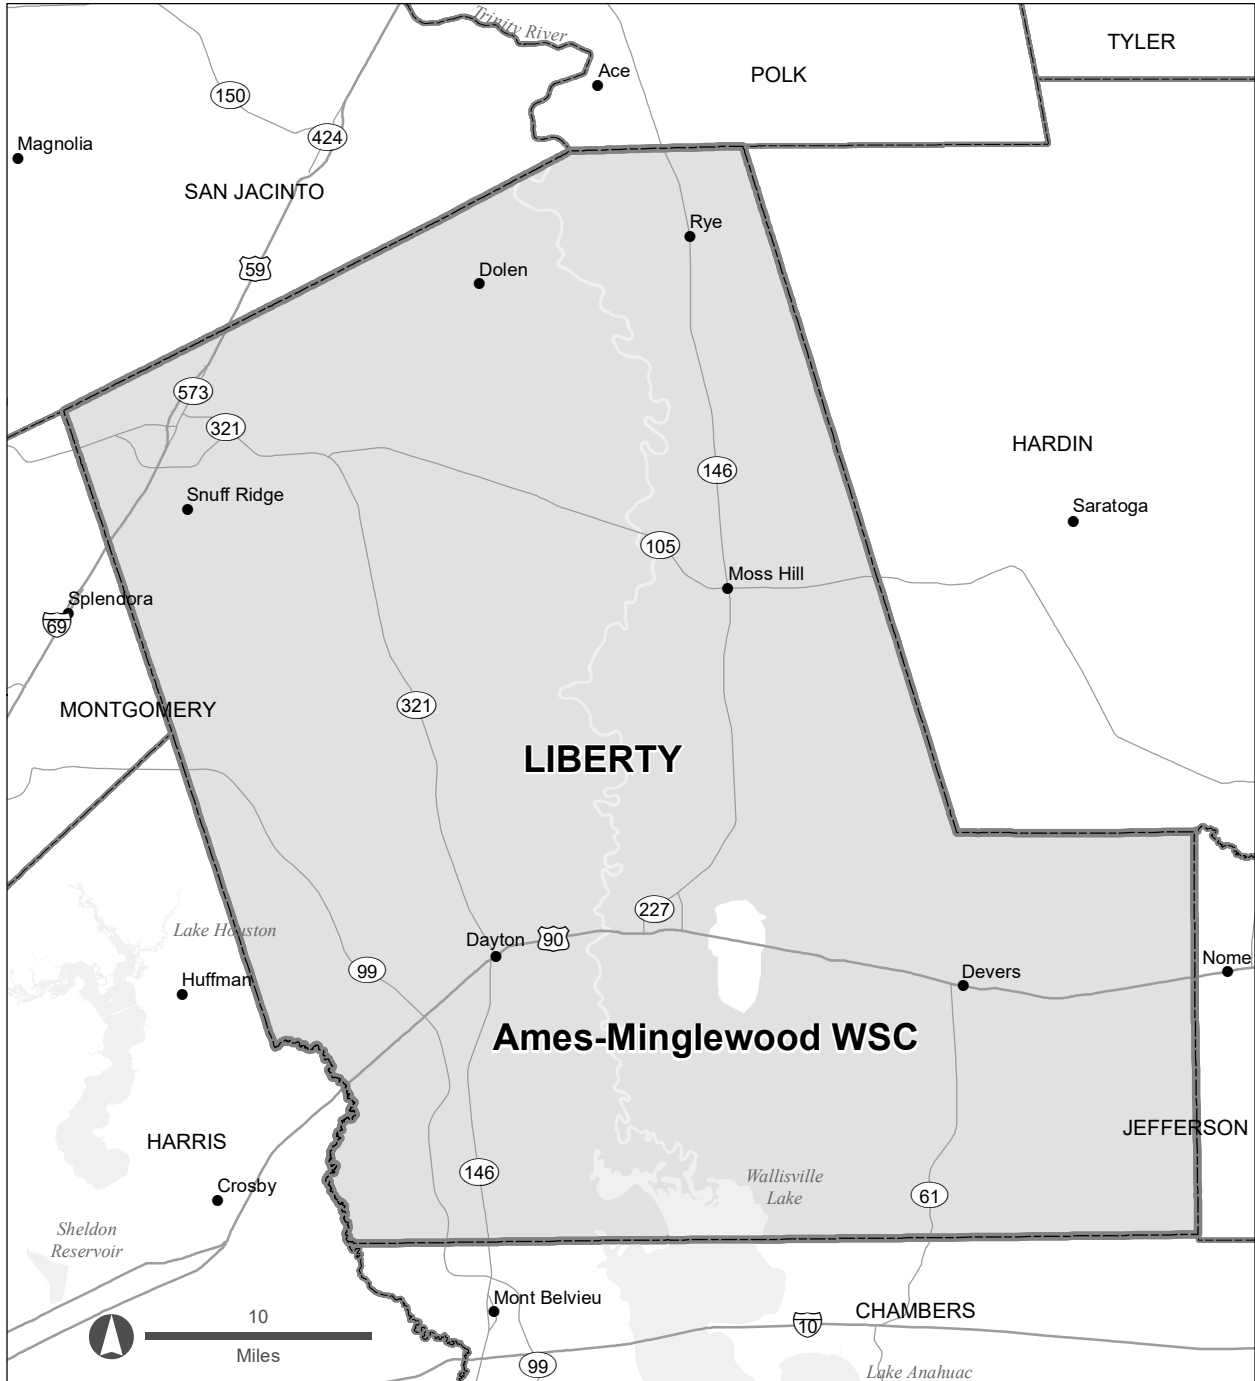 Trinity River
TYLER
Ace
POLK
150
424
Magnolia
SAN JACINTO
Rye
59
Dolen
573
321
HARDIN
146
Snuff Ridge
Saratoga
105
Moss Hill
Splendora
69
321
MONTGOMERY
LIBERTY
227
Lake Houston
Dayton
90
Nome
99
Devers
Huffman
Ames-Minglewood WSC
JEFFERSON
HARRIS
146
Wallisville
Lake
Crosby
61
Sheldon
Reservoir
Mont Belvieu
10
CHAMBERS
10
Miles
99
Lake Anahuac